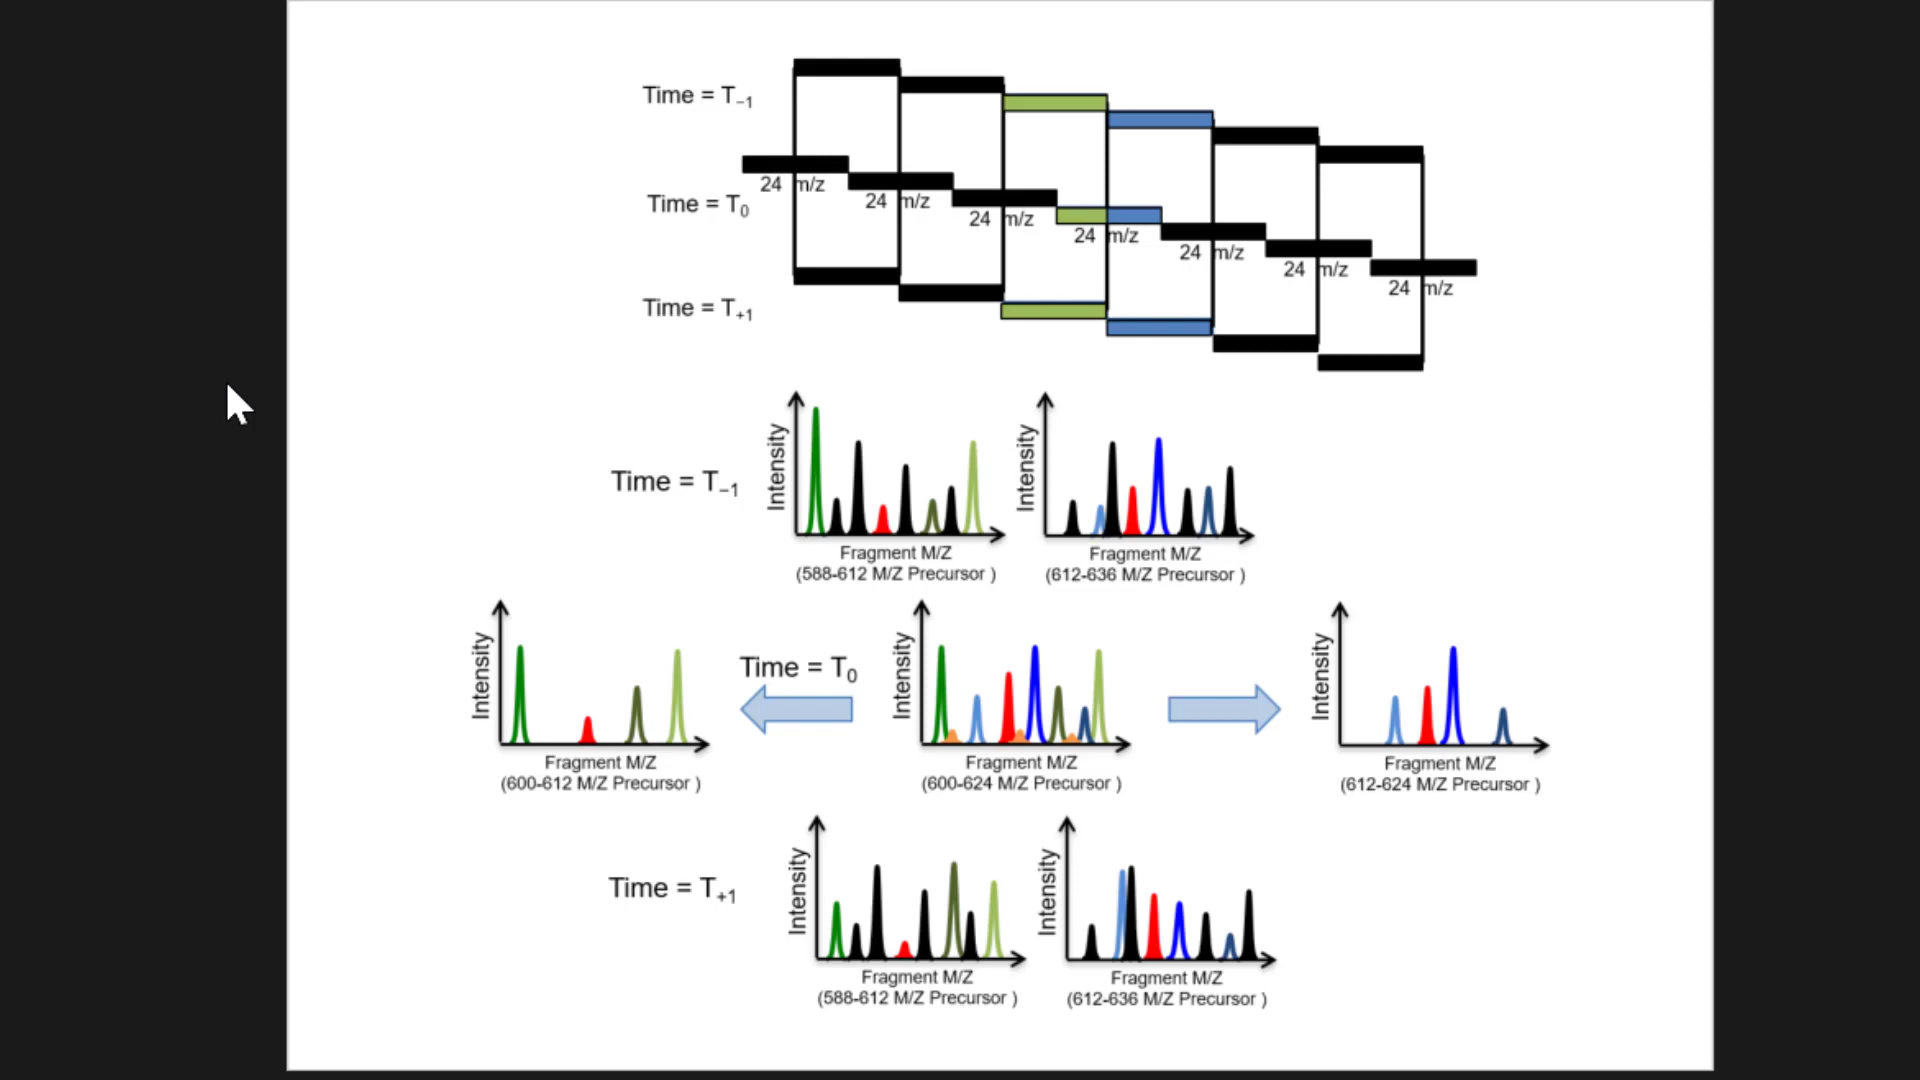 Time = T₋₁
24 m/z
24 m/z
Time = T₀
24 m/z
24 m/z
24 m/z
24 m/z
24 m/z
Time = T₊₁
Time = T₋₁
Intensity
Fragment M/Z
(588-612 M/Z Precursor )
Intensity
Fragment M/Z
(612-636 M/Z Precursor )
Intensity
Fragment M/Z
(600-612 M/Z Precursor )
Time = T₀
Intensity
Fragment M/Z
(600-624 M/Z Precursor )
Intensity
Fragment M/Z
(612-624 M/Z Precursor )
Time = T₊₁
Intensity
Fragment M/Z
(588-612 M/Z Precursor )
Intensity
Fragment M/Z
(612-636 M/Z Precursor )